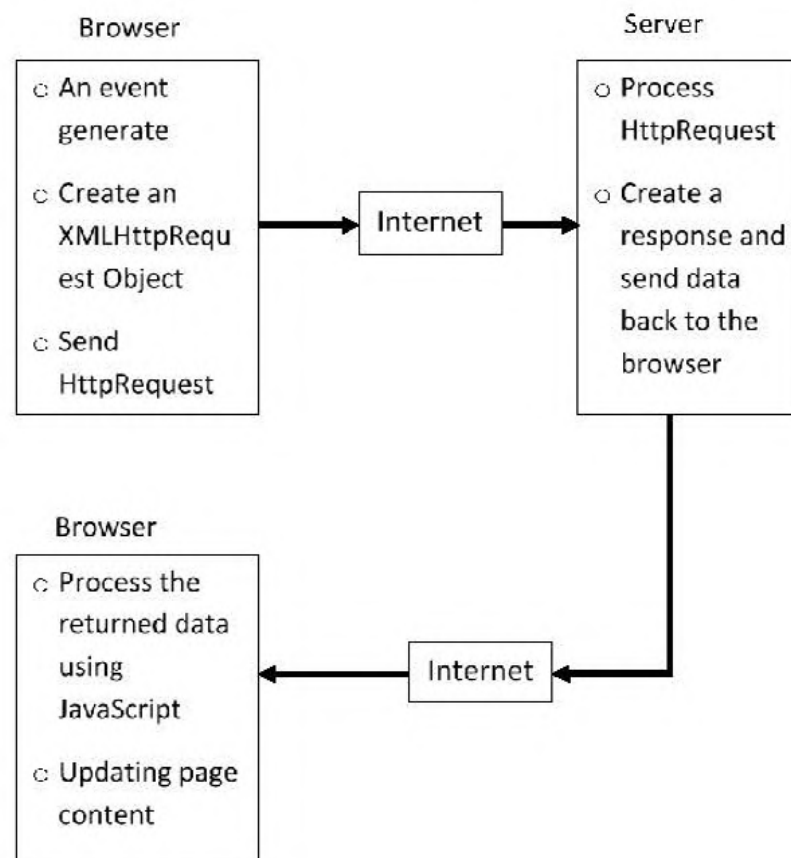 Browser
○ An event
generate
○ Create an
XMLHttpRequ
est Object
○ Send
HttpRequest
Internet
Server
○ Process
HttpRequest
○ Create a
response and
send data
back to the
browser
Browser
○ Process the
returned data
using
JavaScript
○ Updating page
content
Internet